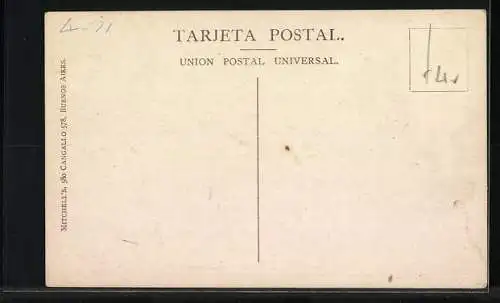 TARJETA POSTAL.
UNION POSTAL UNIVERSAL.
MITCHELL'S, 580 CANGALLO 578, BUENOS AIRES.